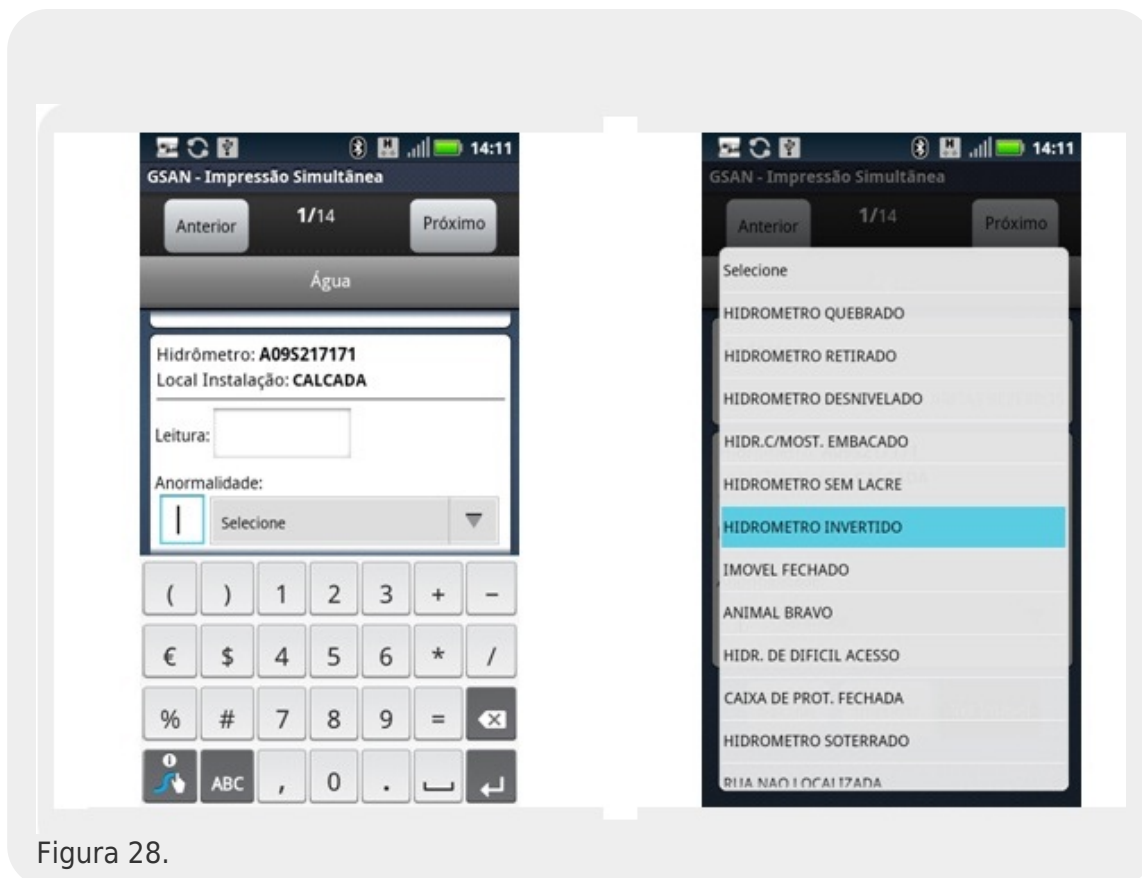 14:11
GSAN - Impressão Simultânea
Anterior 1/14 Próximo
Água
Hidrômetro: A09S217171
Local Instalação: CALCADA
Leitura:
Anormalidade:
Selecione
( ) 1 2 3 + −
€ $ 4 5 6 * /
% # 7 8 9 =
ABC , 0 .
14:11
GSAN - Impressão Simultânea
Anterior 1/14 Próximo
Selecione
HIDROMETRO QUEBRADO
HIDROMETRO RETIRADO
HIDROMETRO DESNIVELADO
HIDR.C/MOST. EMBACADO
HIDROMETRO SEM LACRE
HIDROMETRO INVERTIDO
IMOVEL FECHADO
ANIMAL BRAVO
HIDR. DE DIFICIL ACESSO
CAIXA DE PROT. FECHADA
HIDROMETRO SOTERRADO
RUA NAO LOCALIZADA
Figura 28.